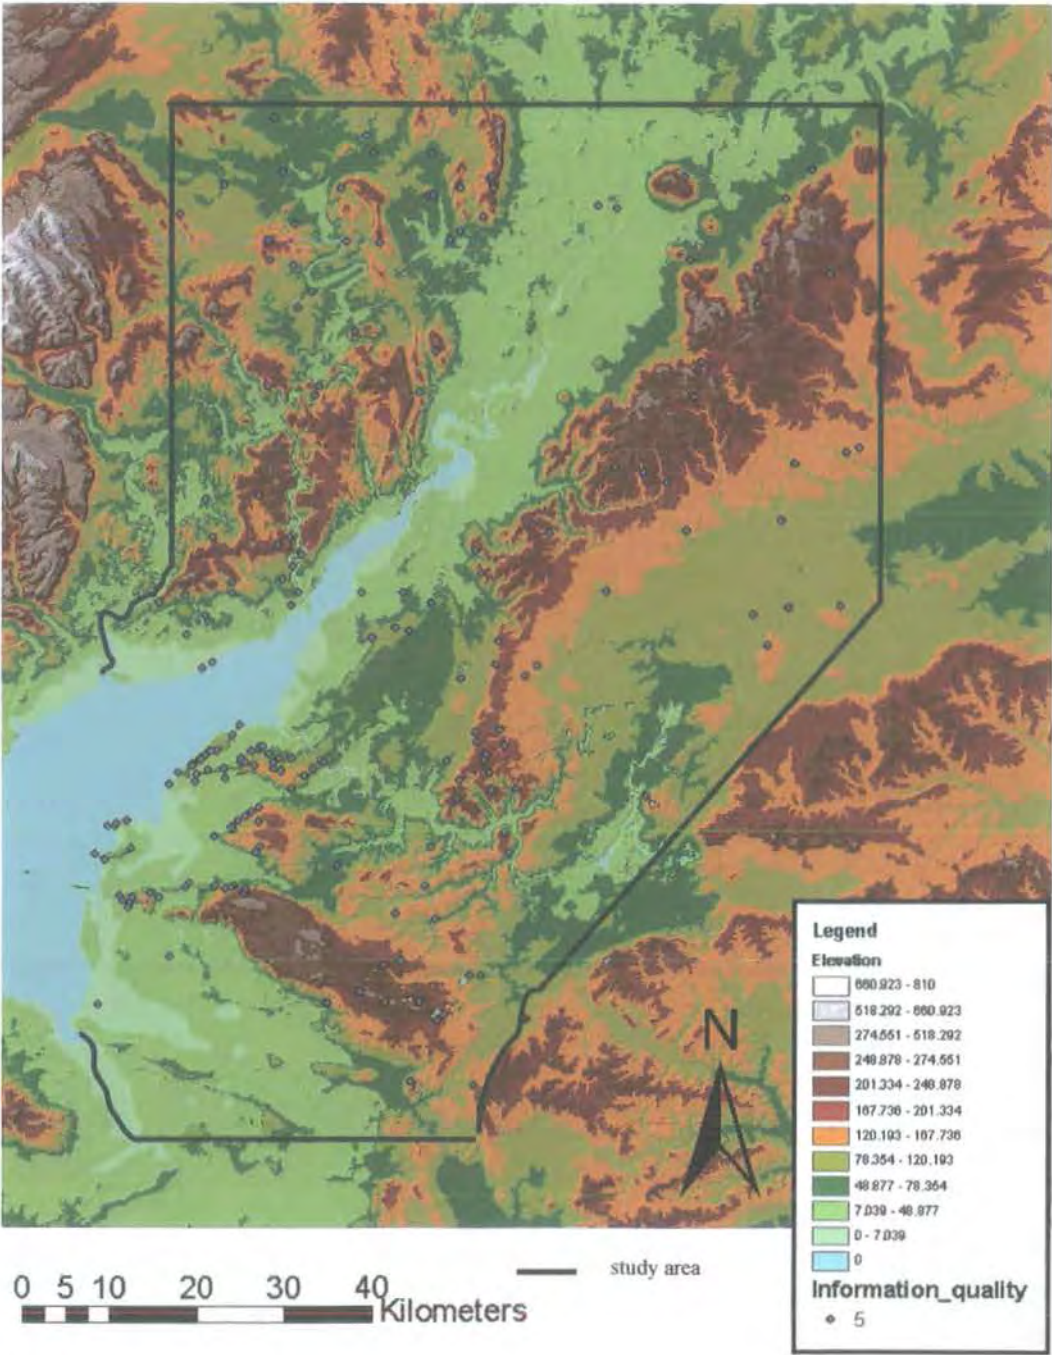 N
Legend
Elevation
660.923 - 810
518.292 - 660.923
274.551 - 518.292
248.878 - 274.551
201.334 - 248.878
167.736 - 201.334
120.193 - 167.736
78.354 - 120.193
48.877 - 78.354
7.039 - 48.877
0 - 7.039
0
Information_quality
5
study area
0 5 10 20 30 40
Kilometers